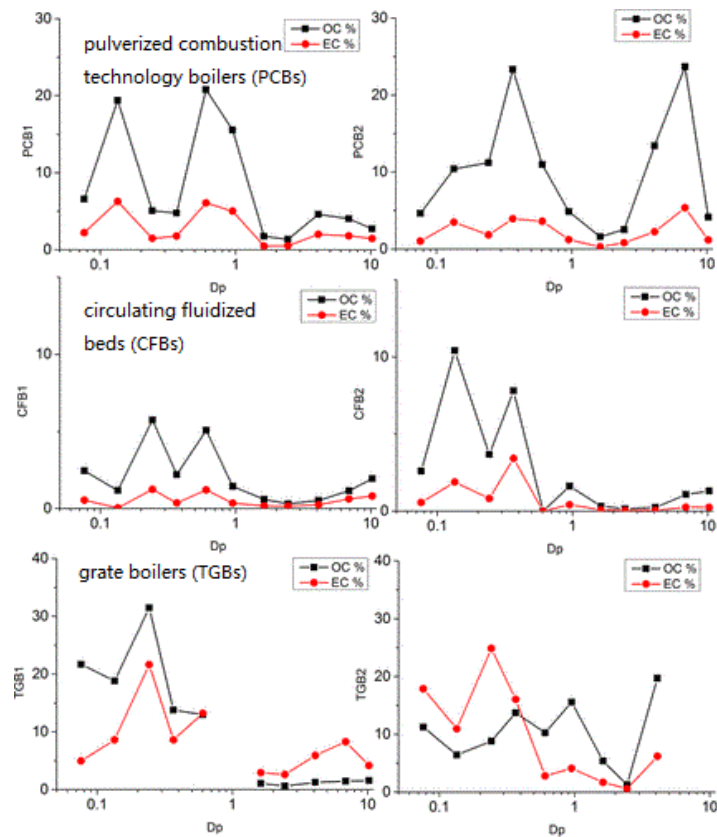 30
20
10
0
PCB1
pulverized combustion
technology boilers (PCBs)
OC %
EC %
0.1
1
10
Dp
30
20
10
0
PCB2
OC %
EC %
0.1
1
10
Dp
10
0
CFB1
circulating fluidized
beds (CFBs)
OC %
EC %
0.1
1
10
Dp
10
0
CFB2
OC %
EC %
0.1
1
10
Dp
40
30
20
10
0
TGB1
grate boilers (TGBs)
OC %
EC %
0.1
1
10
Dp
40
30
20
10
0
TGB2
OC %
EC %
0.1
1
10
Dp